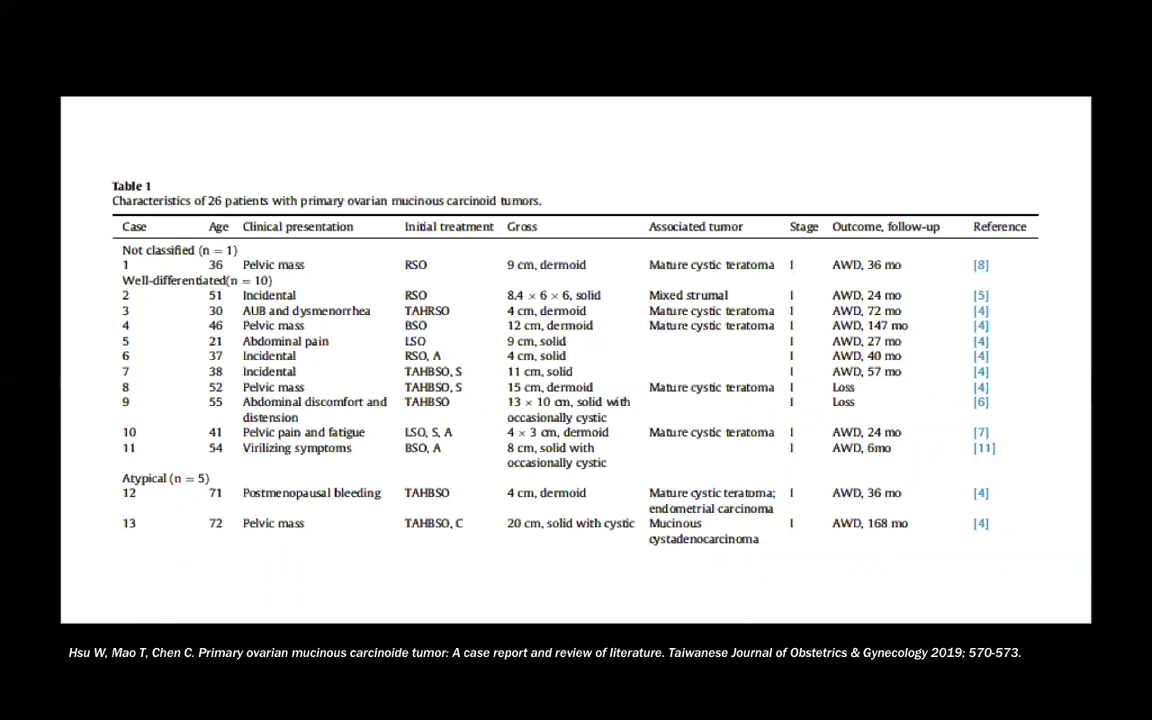 Table 1
Characteristics of 26 patients with primary ovarian mucinous carcinoid tumors.
Case Age Clinical presentation Initial treatment Gross Associated tumor Stage Outcome, follow-up Reference
Not classified (n = 1)
1 36 Pelvic mass RSO 9 cm, dermoid Mature cystic teratoma I AWD, 36 mo [8]
Well-differentiated(n = 10)
2 51 Incidental RSO 8.4 × 6 × 6, solid Mixed strumal I AWD, 24 mo [5]
3 30 AUB and dysmenorrhea TAHRSO 4 cm, dermoid Mature cystic teratoma I AWD, 72 mo [4]
4 46 Pelvic mass BSO 12 cm, dermoid Mature cystic teratoma I AWD, 147 mo [4]
5 21 Abdominal pain LSO 9 cm, solid I AWD, 27 mo [4]
6 37 Incidental RSO, A 4 cm, solid I AWD, 40 mo [4]
7 38 Incidental TAHBSO, S 11 cm, solid I AWD, 57 mo [4]
8 52 Pelvic mass TAHBSO, S 15 cm, dermoid Mature cystic teratoma I Loss [4]
9 55 Abdominal discomfort and TAHBSO 13 × 10 cm, solid with I Loss [6]
distension occasionally cystic
10 41 Pelvic pain and fatigue LSO, S, A 4 × 3 cm, dermoid Mature cystic teratoma I AWD, 24 mo [7]
11 54 Virilizing symptoms BSO, A 8 cm, solid with I AWD, 6mo [11]
occasionally cystic
Atypical (n = 5)
12 71 Postmenopausal bleeding TAHBSO 4 cm, dermoid Mature cystic teratoma; I AWD, 36 mo [4]
endometrial carcinoma
13 72 Pelvic mass TAHBSO, C 20 cm, solid with cystic Mucinous I AWD, 168 mo [4]
cystadenocarcinoma
Hsu W, Mao T, Chen C. Primary ovarian mucinous carcinoide tumor: A case report and review of literature. Taiwanese Journal of Obstetrics & Gynecology 2019; 570-573.